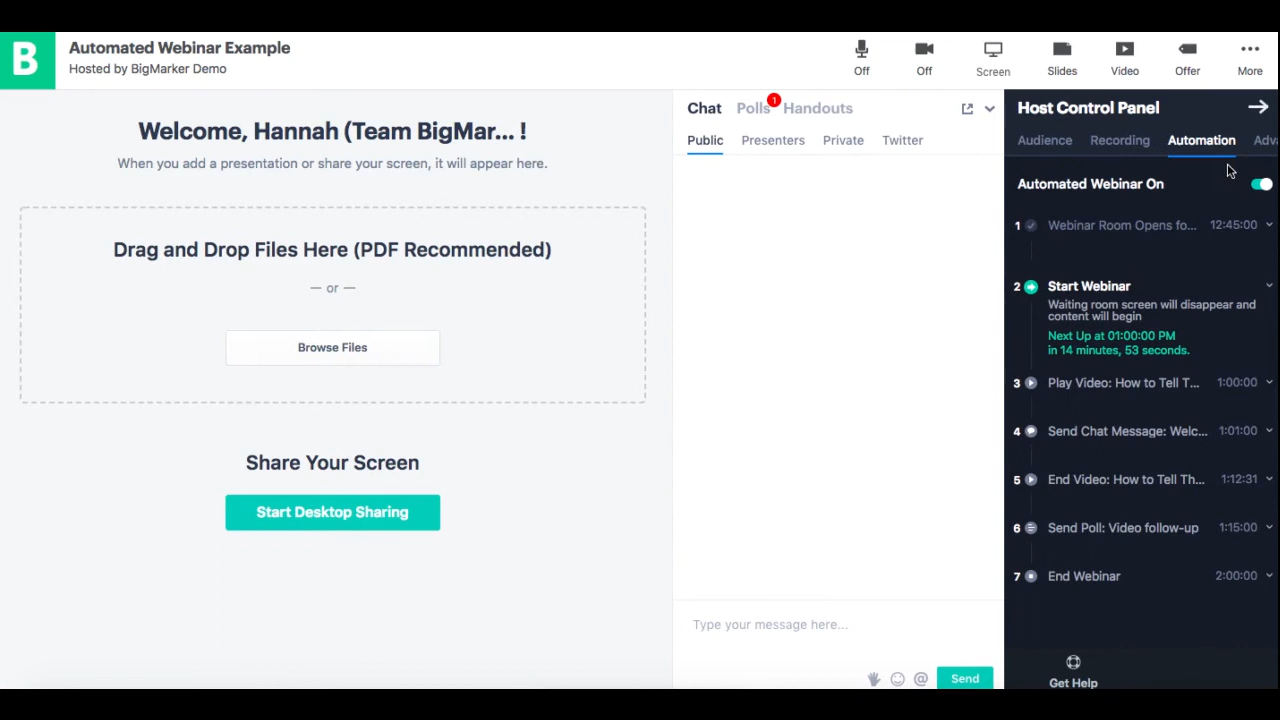 B
Automated Webinar Example
Hosted by BigMarker Demo
Off
Off
Screen
Slides
Video
Offer
More
Welcome, Hannah (Team BigMar... !
When you add a presentation or share your screen, it will appear here.
Drag and Drop Files Here (PDF Recommended)
— or —
Browse Files
Share Your Screen
Start Desktop Sharing
Chat
Polls
1
Handouts
Public
Presenters
Private
Twitter
Type your message here...
@
Send
Host Control Panel
Audience
Recording
Automation
Adva
Automated Webinar On
1 Webinar Room Opens fo... 12:45:00
2 Start Webinar
Waiting room screen will disappear and
content will begin
Next Up at 01:00:00 PM
in 14 minutes, 53 seconds.
3 Play Video: How to Tell T... 1:00:00
4 Send Chat Message: Welc... 1:01:00
5 End Video: How to Tell Th... 1:12:31
6 Send Poll: Video follow-up 1:15:00
7 End Webinar 2:00:00
Get Help